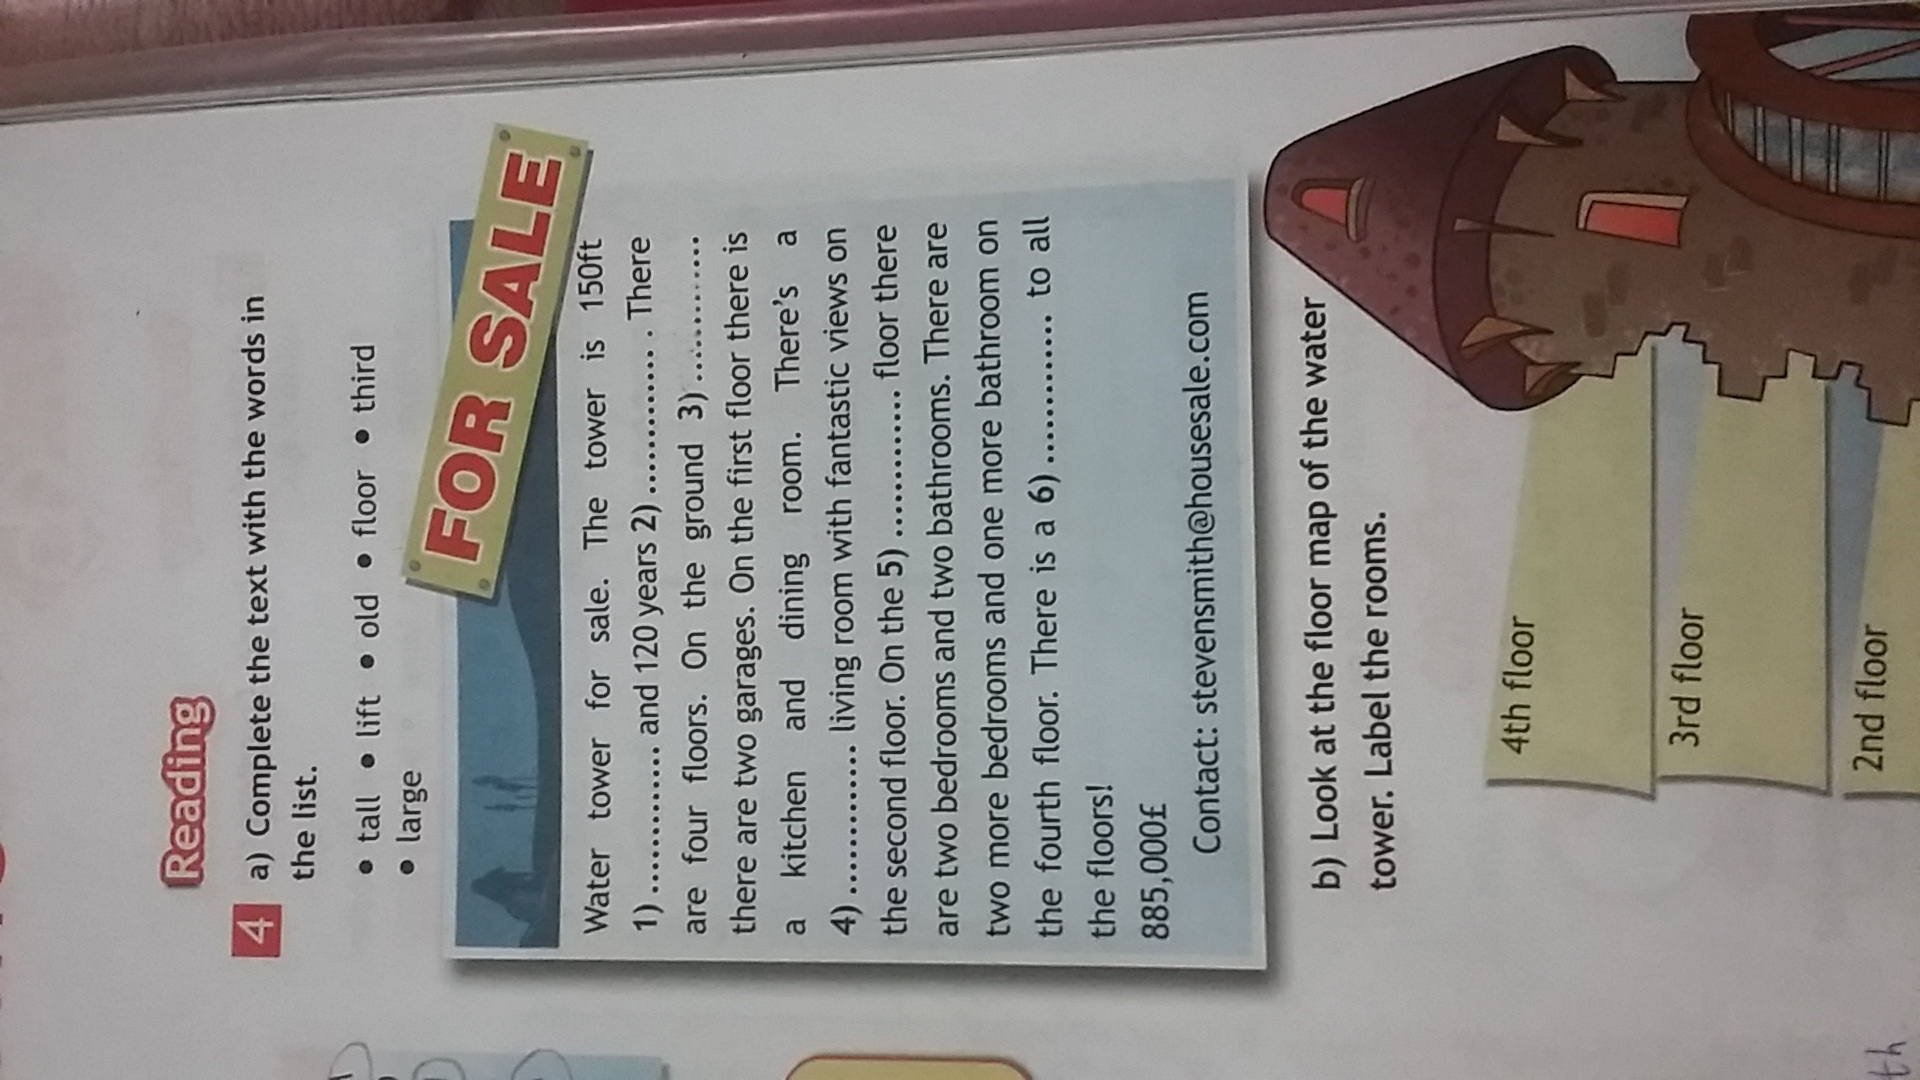 Reading
4 a) Complete the text with the words in
the list.
• tall • lift • old • floor • third
• large
FOR SALE
Water tower for sale. The tower is 150ft
1) ............. and 120 years 2) ............. . There
are four floors. On the ground 3) .............
there are two garages. On the first floor there is
a kitchen and dining room. There's a
4) ............. living room with fantastic views on
the second floor. On the 5) ............. floor there
are two bedrooms and two bathrooms. There are
two more bedrooms and one more bathroom on
the fourth floor. There is a 6) ............. to all
the floors!
885,000£
Contact: stevensmith@housesale.com
b) Look at the floor map of the water
tower. Label the rooms.
4th floor
3rd floor
2nd floor
th